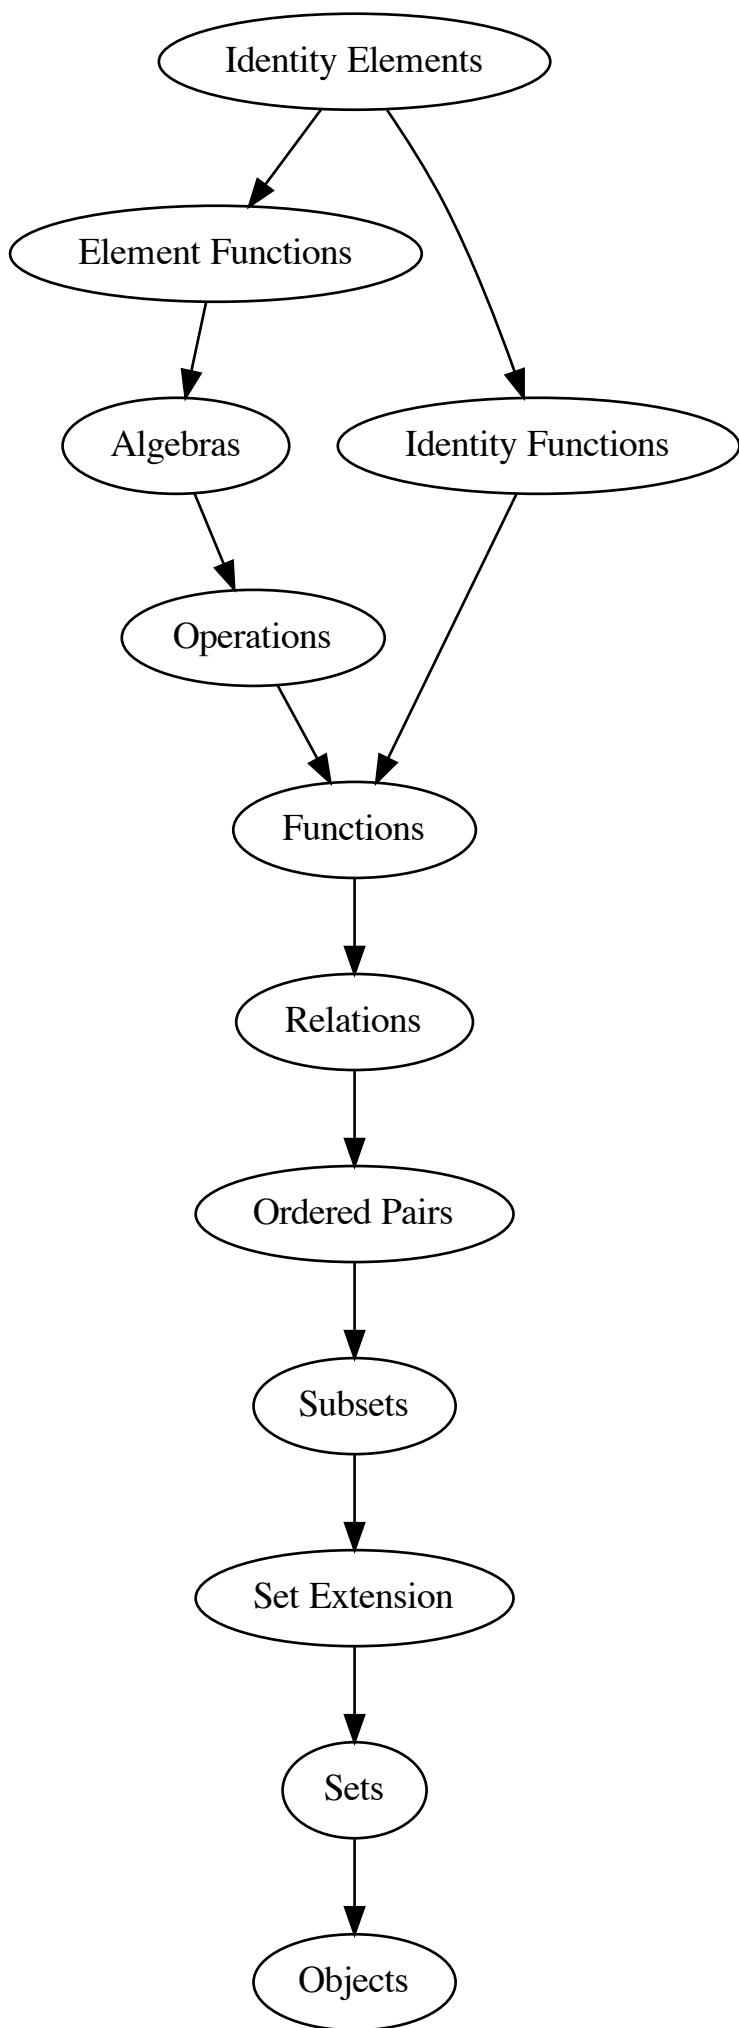 Identity Elements
Element Functions
Algebras
Identity Functions
Operations
Functions
Relations
Ordered Pairs
Subsets
Set Extension
Sets
Objects